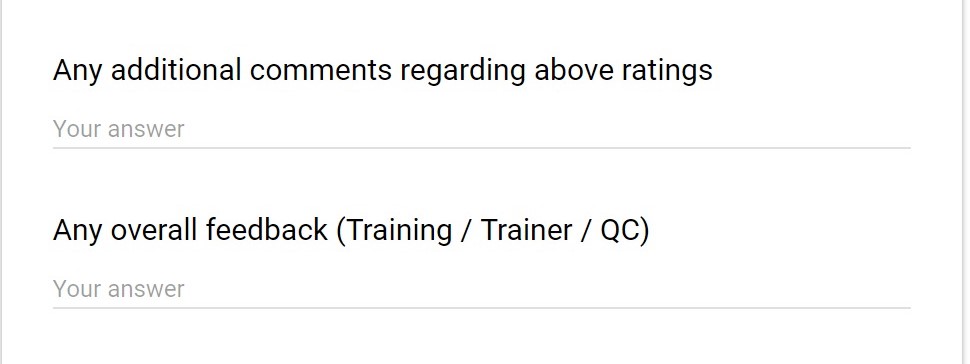 Any additional comments regarding above ratings
Your answer
Any overall feedback (Training / Trainer / QC)
Your answer